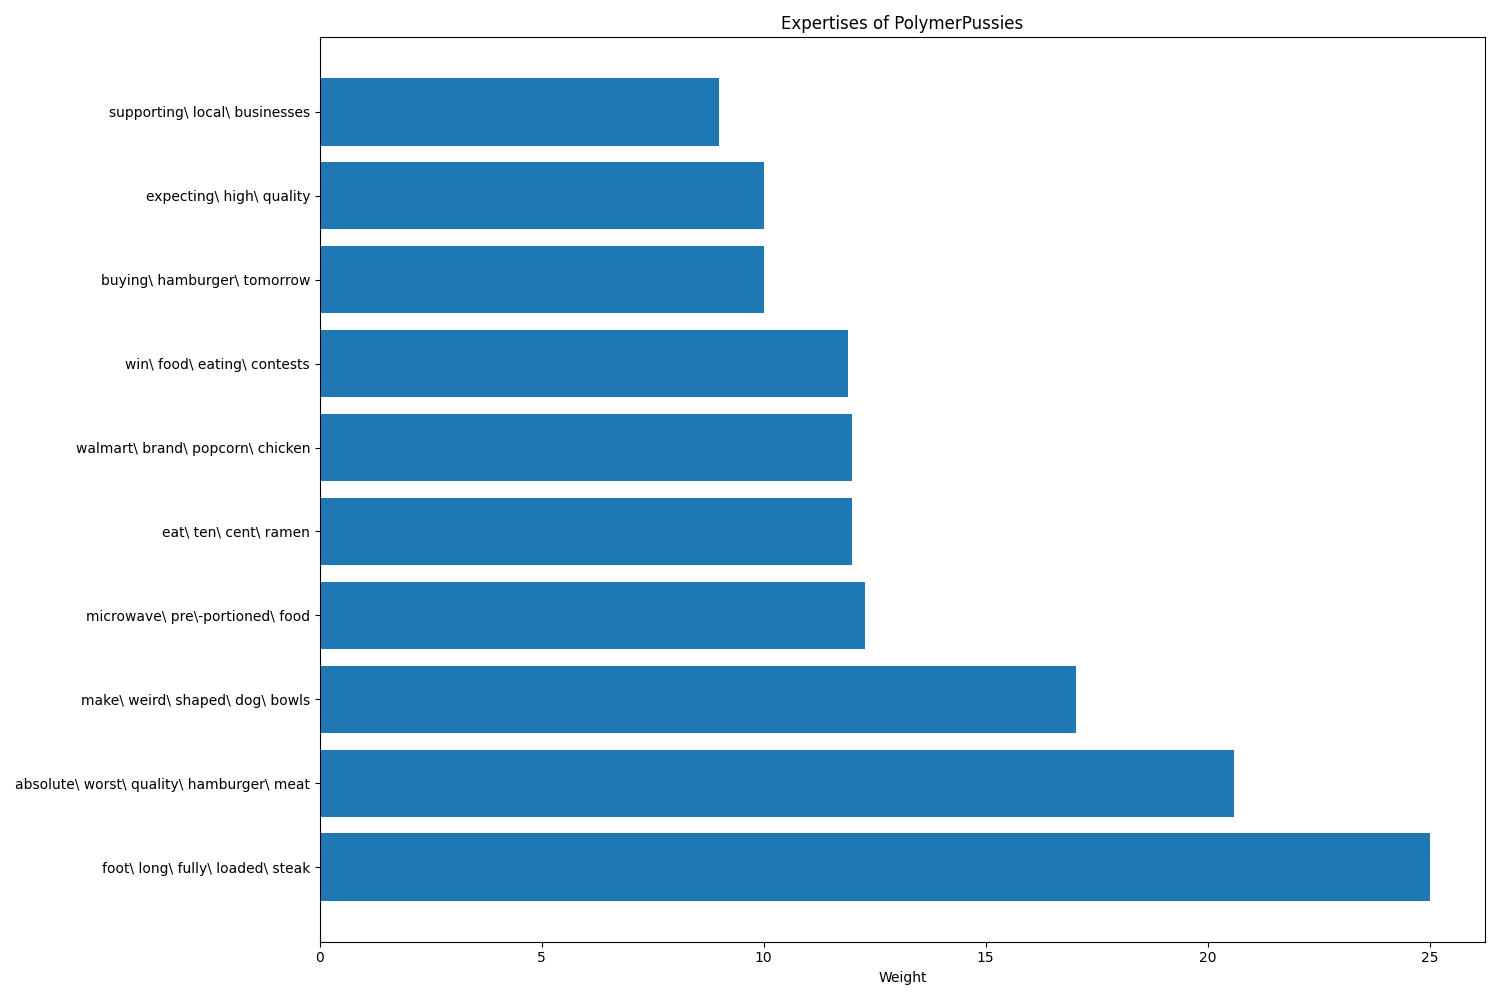 Expertises of PolymerPussies
supporting\ local\ businesses
expecting\ high\ quality
buying\ hamburger\ tomorrow
win\ food\ eating\ contests
walmart\ brand\ popcorn\ chicken
eat\ ten\ cent\ ramen
microwave\ pre\-portioned\ food
make\ weird\ shaped\ dog\ bowls
absolute\ worst\ quality\ hamburger\ meat
foot\ long\ fully\ loaded\ steak
0 5 10 15 20 25
Weight